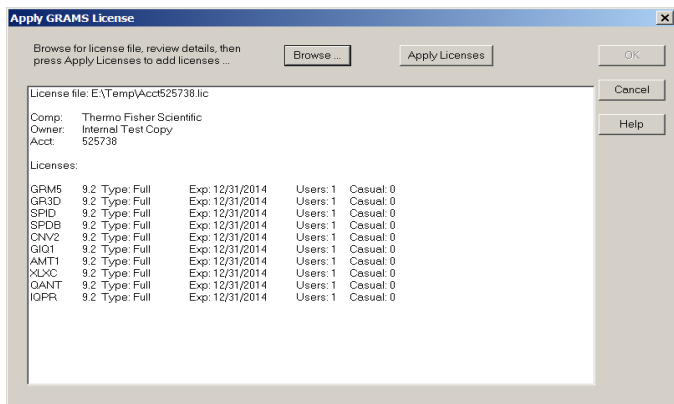 Apply GRAMS License
Browse for license file, review details, then
press Apply Licenses to add licenses ...
Browse ...
Apply Licenses
OK
Cancel
Help
License file: E:\Temp\Acct525738.lic
Comp: Thermo Fisher Scientific
Owner: Internal Test Copy
Acct: 525738
Licenses:
GRM5 9.2 Type: Full Exp: 12/31/2014 Users: 1 Casual: 0
GR3D 9.2 Type: Full Exp: 12/31/2014 Users: 1 Casual: 0
SPID 9.2 Type: Full Exp: 12/31/2014 Users: 1 Casual: 0
SPDB 9.2 Type: Full Exp: 12/31/2014 Users: 1 Casual: 0
CNV2 9.2 Type: Full Exp: 12/31/2014 Users: 1 Casual: 0
GIQ1 9.2 Type: Full Exp: 12/31/2014 Users: 1 Casual: 0
AMT1 9.2 Type: Full Exp: 12/31/2014 Users: 1 Casual: 0
XLXC 9.2 Type: Full Exp: 12/31/2014 Users: 1 Casual: 0
QANT 9.2 Type: Full Exp: 12/31/2014 Users: 1 Casual: 0
IQPR 9.2 Type: Full Exp: 12/31/2014 Users: 1 Casual: 0